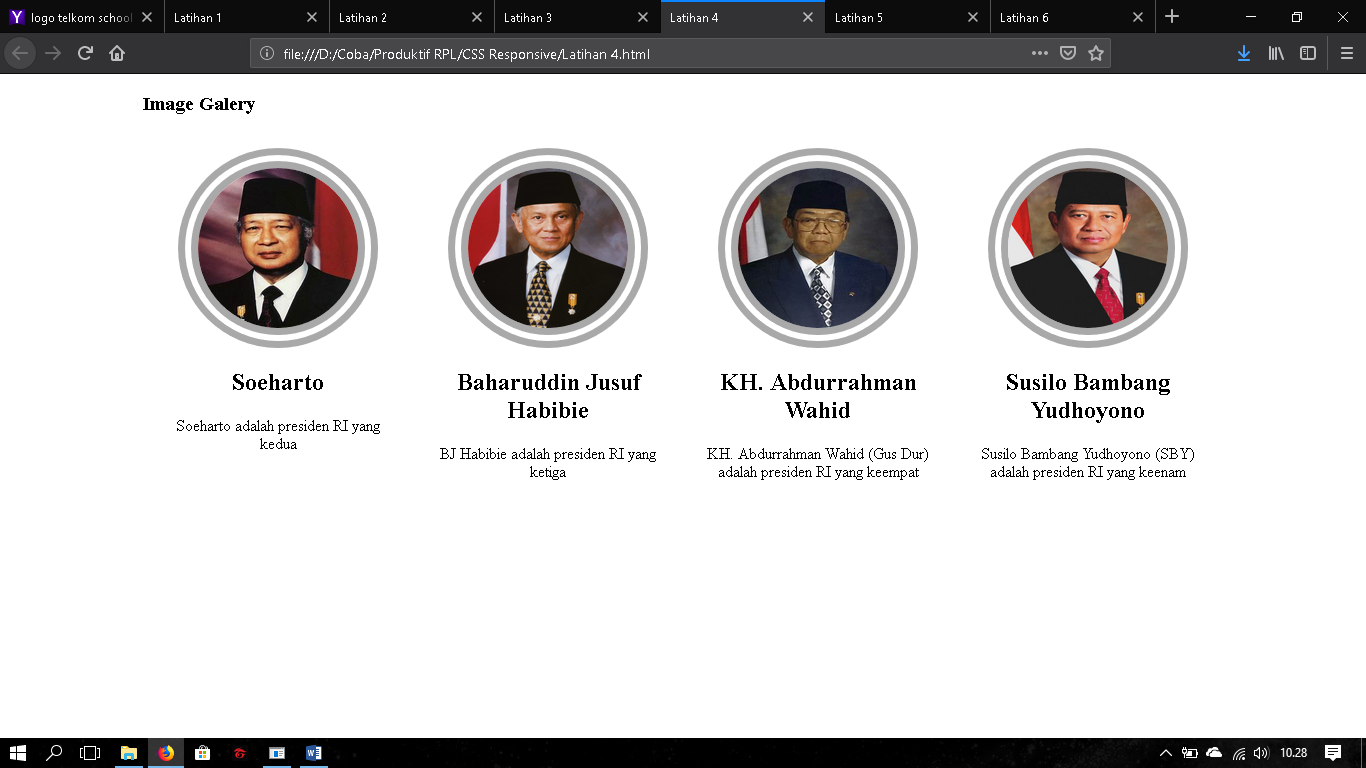 logo telkom school
Latihan 1
Latihan 2
Latihan 3
Latihan 4
Latihan 5
Latihan 6
file:///D:/Coba/Produktif RPL/CSS Responsive/Latihan 4.html
Image Galery
Soeharto
Soeharto adalah presiden RI yang
kedua
Baharuddin Jusuf
Habibie
BJ Habibie adalah presiden RI yang
ketiga
KH. Abdurrahman
Wahid
KH. Abdurrahman Wahid (Gus Dur)
adalah presiden RI yang keempat
Susilo Bambang
Yudhoyono
Susilo Bambang Yudhoyono (SBY)
adalah presiden RI yang keenam
10.28